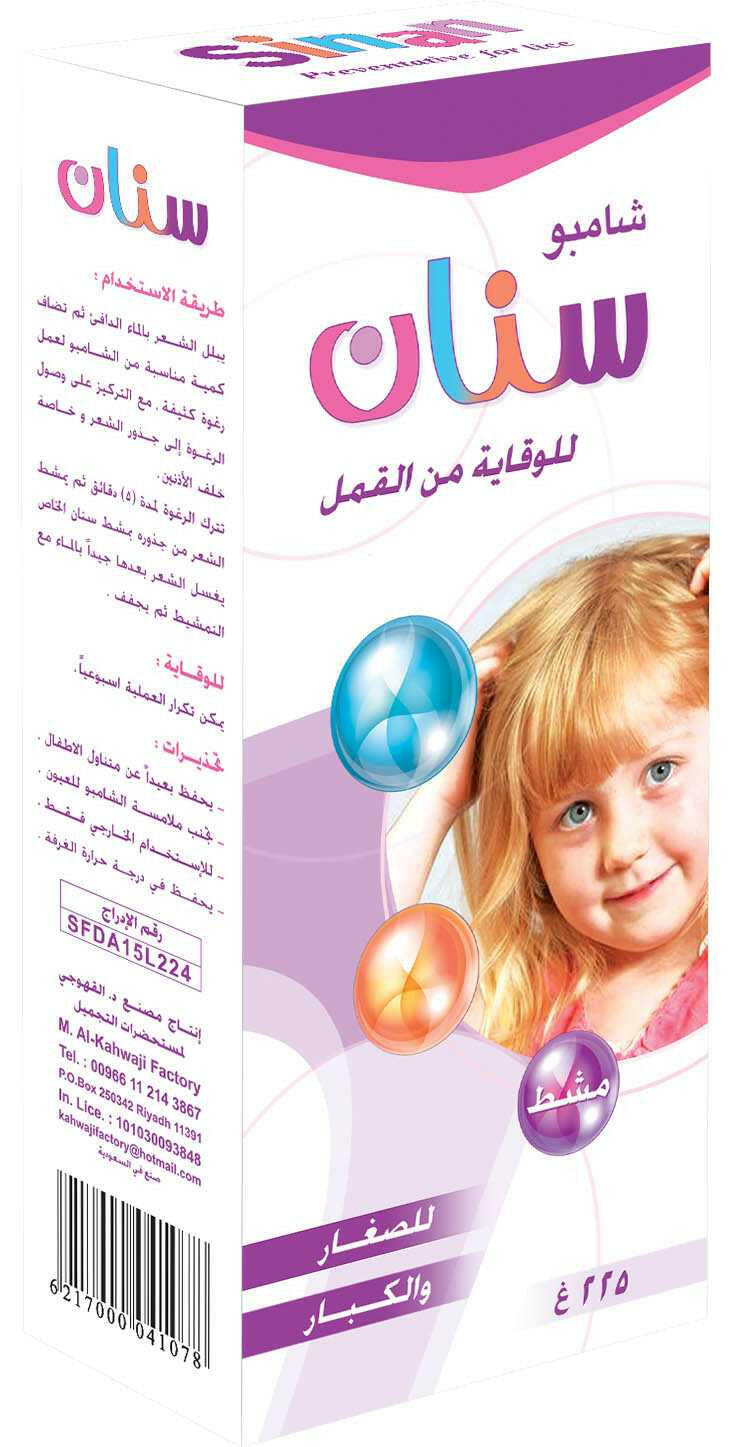 Sinan
Preventative for lice
شامبو
سنان
للوقاية من القمل
مشط
للصغار
والكبار
٢٢٥ غ
سنان
طريقة الاستخدام :
يبلل الشعر بالماء الدافئ ثم تضاف
كمية مناسبة من الشامبو لعمل
رغوة كثيفة . مع التركيز على وصول
الرغوة إلى جذور الشعر و خاصة
خلف الأذنين .
تترك الرغوة لمدة (٥) دقائق ثم يمشط
الشعر من جذوره بمشط سنان الخاص
يغسل الشعر بعدها جيداً بالماء مع
التمشيط ثم يجفف .
للوقاية :
يمكن تكرار العملية اسبوعياً .
تحذيرات :
- يحفظ بعيداً عن متناول الاطفال .
- تجنب ملامسة الشامبو للعيون .
- للإستخدام الخارجي فقط .
- يحفظ في درجة حرارة الغرفة .
رقم الإدراج
SFDA15L224
إنتاج مصنع د. القهوجي
لمستحضرات التجميل
M. Al-Kahwaji Factory
Tel. : 00966 11 214 3867
P.O.Box 250342 Riyadh 11391
In. Lice. : 101030093848
kahwajifactory@hotmail.com
صنع في السعودية
6217000041078